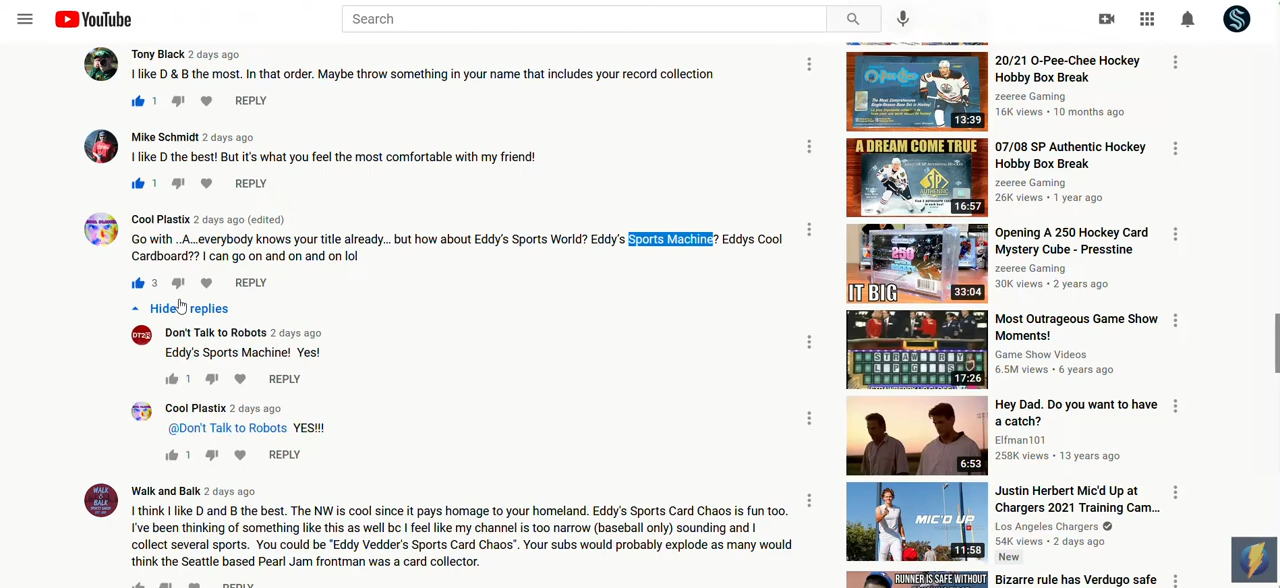 YouTube
Search
Tony Black 2 days ago
I like D & B the most. In that order. Maybe throw something in your name that includes your record collection
1 REPLY
Mike Serrett 2 days ago
I like D the best! But it's what you feel the most comfortable with my friend!
1 REPLY
Cool Plastix 2 days ago (edited)
Go with ..A...everybody knows your title already... but how about Eddy's Sports World? Eddy's Sports Machine? Eddys Cool
Cardboard?? I can go on and on and on lol
3 REPLY
replies
DT2R
Don't Talk to Robots 2 days ago
Eddy's Sports Machine! Yes!
1 REPLY
Cool Plastix 2 days ago
@Don't Talk to Robots YES!!!
1 REPLY
WALK & BALK
Walk and Balk 2 days ago
I think I like D and B the best. The NW is cool since it pays homage to your homeland. Eddy's Sports Card Chaos is fun too.
I've been thinking of something like this as well bc I feel like my channel is too narrow (baseball only) sounding and I
collect several sports. You could be "Eddy Vedder's Sports Card Chaos". Your subs would probably explode as many would
think the Seattle based Pearl Jam frontman was a card collector.
REPLY
O-PEE-CHEE
13:39
20/21 O-Pee-Chee Hockey
Hobby Box Break
zeeree Gaming
16K views • 10 months ago
A DREAM COME TRUE
SP
AUTHENTIC
16:57
07/08 SP Authentic Hockey
Hobby Box Break
zeeree Gaming
26K views • 1 year ago
250
IT BIG
33:04
Opening A 250 Hockey Card
Mystery Cube - Presstine
zeeree Gaming
30K views • 2 years ago
17:26
Most Outrageous Game Show
Moments!
Game Show Videos
6.5M views • 6 years ago
6:53
Hey Dad. Do you want to have
a catch?
Elfman101
258K views • 13 years ago
MIC'D UP
11:58
Justin Herbert Mic'd Up at
Chargers 2021 Training Cam...
Los Angeles Chargers
54K views • 2 days ago
New
RUNNER IS SAFE WITHOUT
Bizarre rule has Verdugo safe